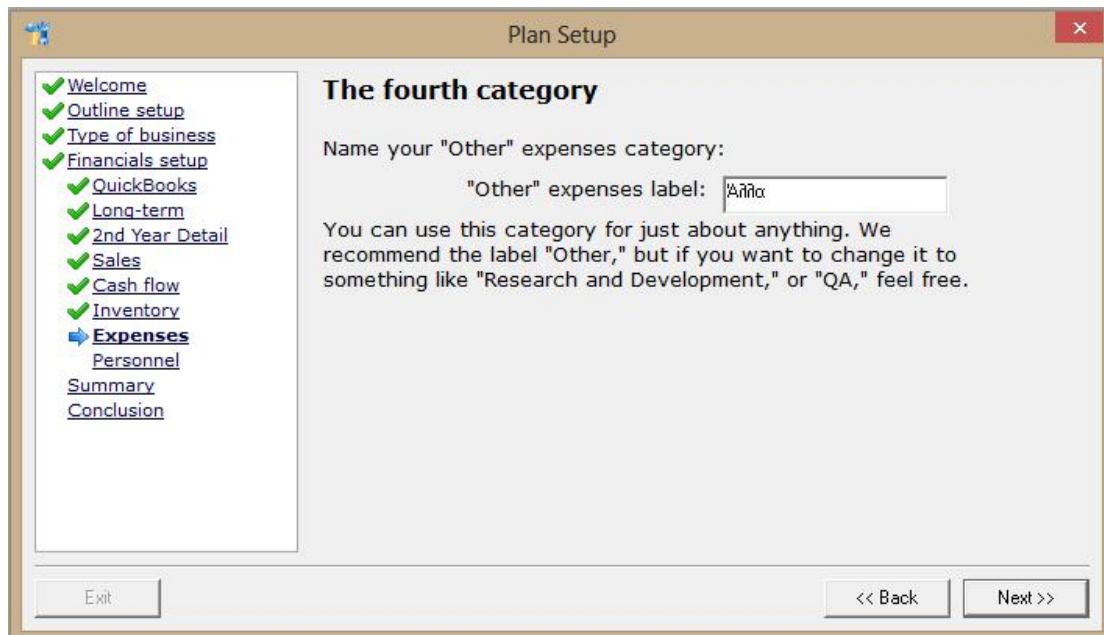 Plan Setup
Welcome
Outline setup
Type of business
Financials setup
QuickBooks
Long-term
2nd Year Detail
Sales
Cash flow
Inventory
Expenses
Personnel
Summary
Conclusion
The fourth category
Name your "Other" expenses category:
"Other" expenses label: Άλλα
You can use this category for just about anything. We
recommend the label "Other," but if you want to change it to
something like "Research and Development," or "QA," feel free.
Exit
<< Back
Next >>